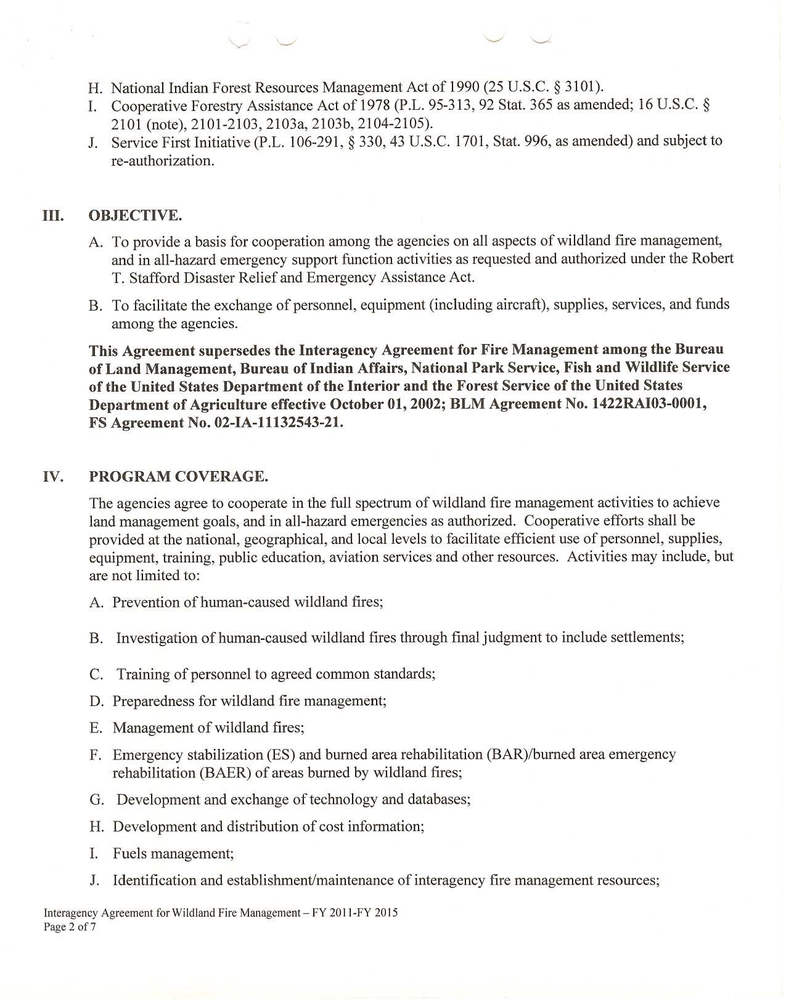 H. National Indian Forest Resources Management Act of 1990 (25 U.S.C. § 3101).
I. Cooperative Forestry Assistance Act of 1978 (P.L. 95-313, 92 Stat. 365 as amended; 16 U.S.C. §
2101 (note), 2101-2103, 2103a, 2103b, 2104-2105).
J. Service First Initiative (P.L. 106-291, § 330, 43 U.S.C. 1701, Stat. 996, as amended) and subject to
re-authorization.
III. OBJECTIVE.
A. To provide a basis for cooperation among the agencies on all aspects of wildland fire management,
and in all-hazard emergency support function activities as requested and authorized under the Robert
T. Stafford Disaster Relief and Emergency Assistance Act.
B. To facilitate the exchange of personnel, equipment (including aircraft), supplies, services, and funds
among the agencies.
This Agreement supersedes the Interagency Agreement for Fire Management among the Bureau
of Land Management, Bureau of Indian Affairs, National Park Service, Fish and Wildlife Service
of the United States Department of the Interior and the Forest Service of the United States
Department of Agriculture effective October 01, 2002; BLM Agreement No. 1422RAI03-0001,
FS Agreement No. 02-IA-11132543-21.
IV. PROGRAM COVERAGE.
The agencies agree to cooperate in the full spectrum of wildland fire management activities to achieve
land management goals, and in all-hazard emergencies as authorized. Cooperative efforts shall be
provided at the national, geographical, and local levels to facilitate efficient use of personnel, supplies,
equipment, training, public education, aviation services and other resources. Activities may include, but
are not limited to:
A. Prevention of human-caused wildland fires;
B. Investigation of human-caused wildland fires through final judgment to include settlements;
C. Training of personnel to agreed common standards;
D. Preparedness for wildland fire management;
E. Management of wildland fires;
F. Emergency stabilization (ES) and burned area rehabilitation (BAR)/burned area emergency
rehabilitation (BAER) of areas burned by wildland fires;
G. Development and exchange of technology and databases;
H. Development and distribution of cost information;
I. Fuels management;
J. Identification and establishment/maintenance of interagency fire management resources;
Interagency Agreement for Wildland Fire Management – FY 2011-FY 2015
Page 2 of 7